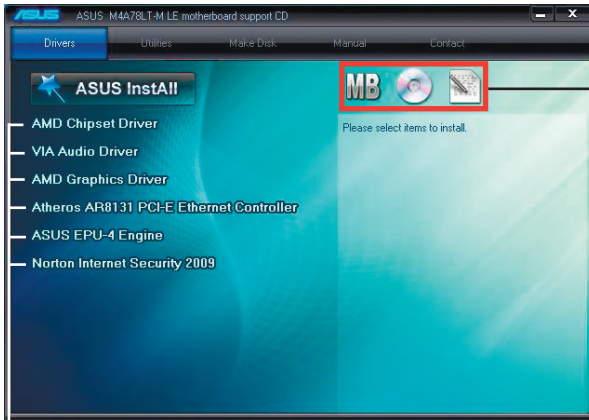 ASUS ASUS M4A78LT-M LE motherboard support CD
Drivers Utilities Make Disk Manual Contact
ASUS InstAll
MB
Please select items to install.
AMD Chipset Driver
VIA Audio Driver
AMD Graphics Driver
Atheros AR8131 PCI-E Ethernet Controller
ASUS EPU-4 Engine
Norton Internet Security 2009